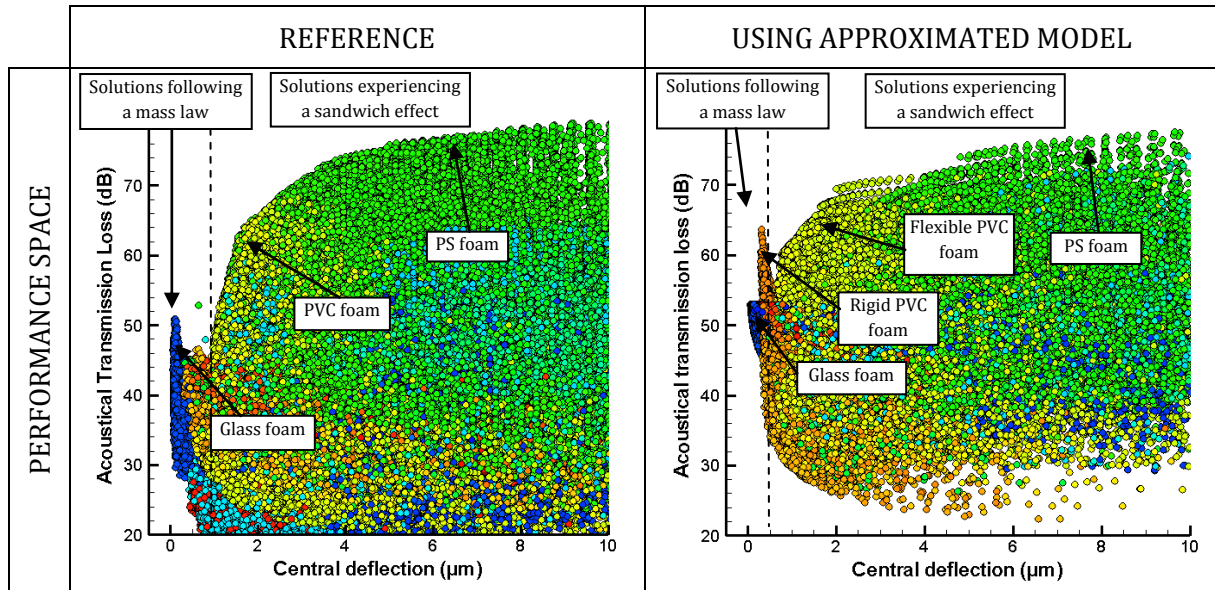 REFERENCE
USING APPROXIMATED MODEL
PERFORMANCE SPACE
Solutions following
a mass law
Solutions experiencing
a sandwich effect
Acoustical Transmission Loss (dB)
70
60
50
40
30
20
PS foam
PVC foam
Glass foam
0
2
4
6
8
10
Central deflection (µm)
Solutions following
a mass law
Solutions experiencing
a sandwich effect
Acoustical transmission loss (dB)
70
60
50
40
30
20
Flexible PVC
foam
PS foam
Rigid PVC
foam
Glass foam
0
2
4
6
8
10
Central deflection (µm)